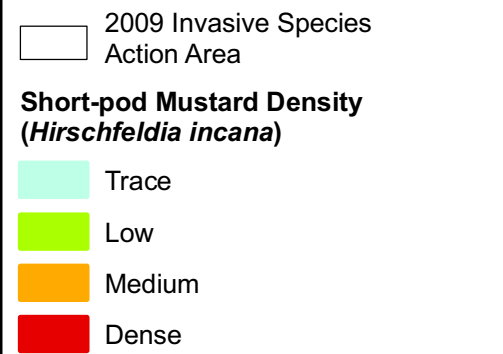 2009 Invasive Species
Action Area
Short-pod Mustard Density
(Hirschfeldia incana)
Trace
Low
Medium
Dense